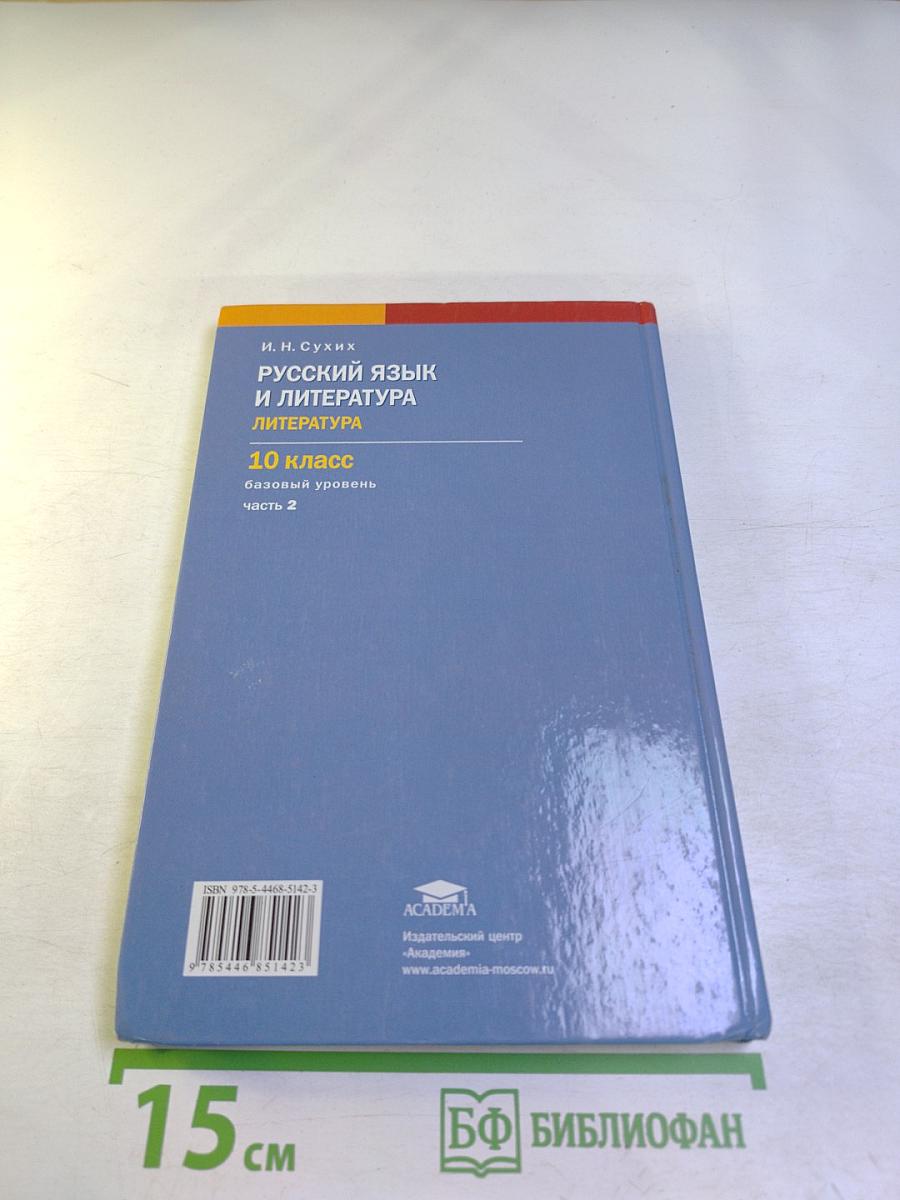 И. Н. Сухих
РУССКИЙ ЯЗЫК
И ЛИТЕРАТУРА
ЛИТЕРАТУРА
10 класс
базовый уровень
часть 2
ISBN 978-5-4468-5142-3
9 785446 851423
ACADEM'A
Издательский центр
«Академия»
www.academia-moscow.ru
15 см
БФ БИБЛИОФАН